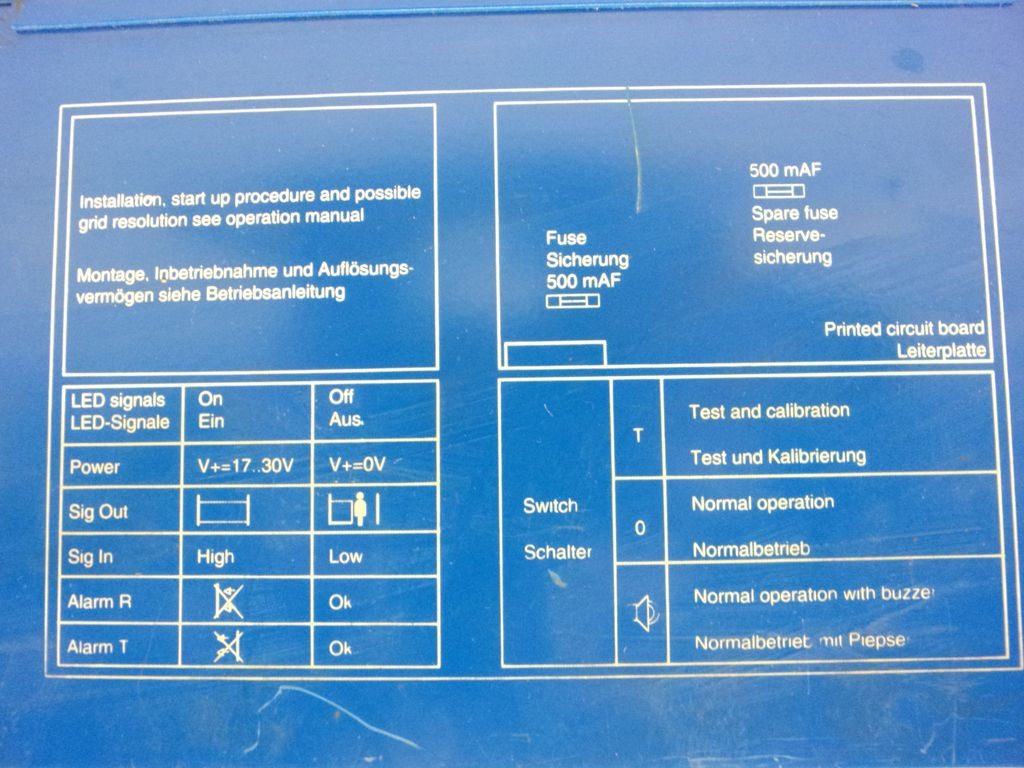 Installation, start up procedure and possible
grid resolution see operation manual
Montage, Inbetriebnahme und Auflösungs-
vermögen siehe Betriebsanleitung
500 mAF
Spare fuse
Reserve-
sicherung
Fuse
Sicherung
500 mAF
Printed circuit board
Leiterplatte
LED signals On Off
LED-Signale Ein Aus
Power V+=17..30V V+=0V
Sig Out
Sig In High Low
Alarm R Ok
Alarm T Ok
Switch
Schalter
T
Test and calibration
Test und Kalibrierung
0
Normal operation
Normalbetrieb
Normal operation with buzzer
Normalbetrieb mit Piepse